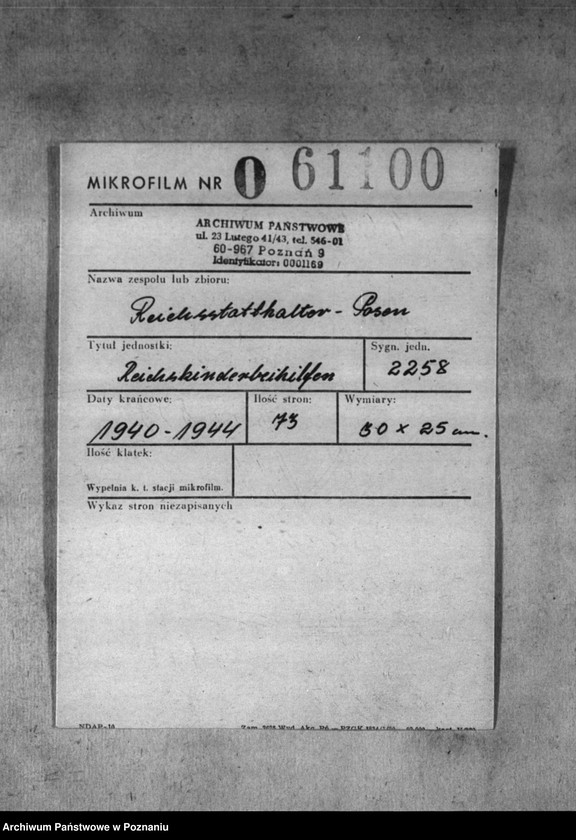 MIKROFILM NR 0 61100
Archiwum
ARCHIWUM PAŃSTWOWE
ul. 23 Lutego 41/43, tel. 546-01
60-967 Poznań 9
Identyfikator: 0001169
Nazwa zespołu lub zbioru:
Reichsstatthalter - Posen
Tytuł jednostki: Sygn. jedn.
Reichskinderbeihilfen 2258
Daty krańcowe: Ilość stron: Wymiary:
1940-1944 73 30 x 25 cm.
Ilość klatek:
Wypełnia k. t. stacji mikrofilm.
Wykaz stron niezapisanych
Archiwum Państwowe w Poznaniu